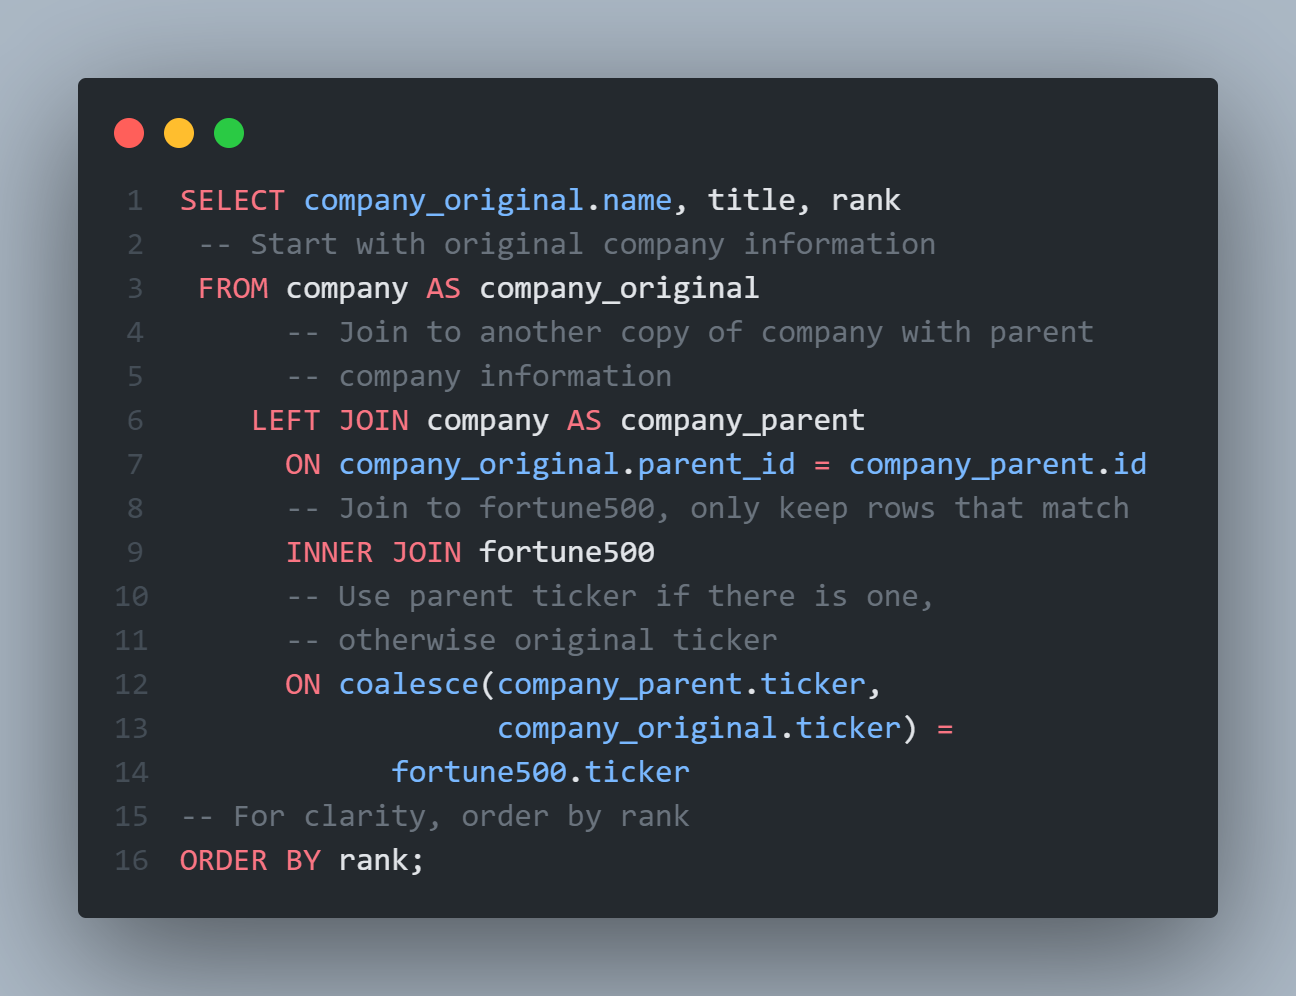 1 SELECT company_original.name, title, rank
2 -- Start with original company information
3 FROM company AS company_original
4 -- Join to another copy of company with parent
5 -- company information
6 LEFT JOIN company AS company_parent
7 ON company_original.parent_id = company_parent.id
8 -- Join to fortune500, only keep rows that match
9 INNER JOIN fortune500
10 -- Use parent ticker if there is one,
11 -- otherwise original ticker
12 ON coalesce(company_parent.ticker,
13 company_original.ticker) =
14 fortune500.ticker
15 -- For clarity, order by rank
16 ORDER BY rank;